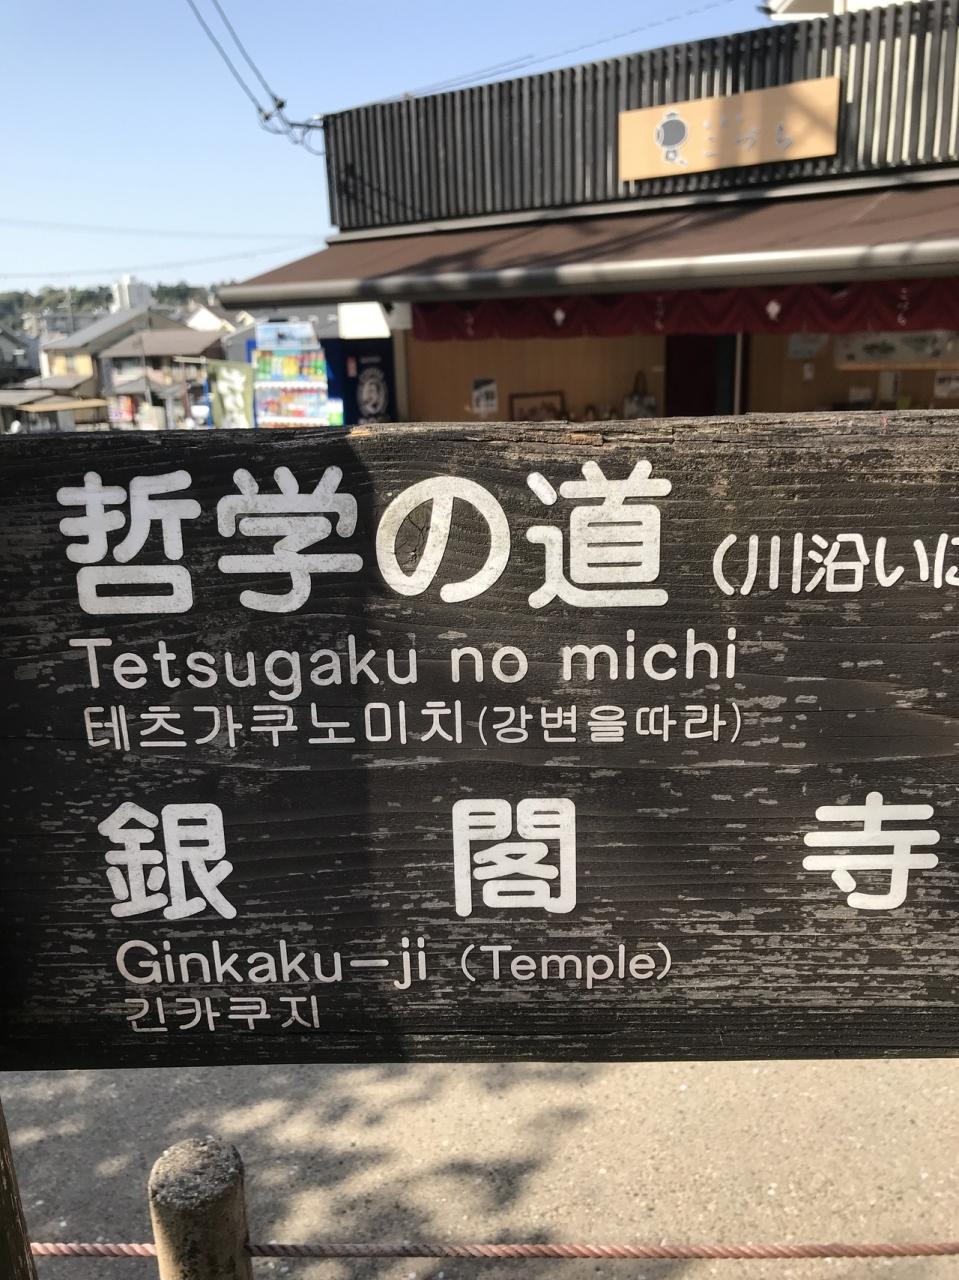 哲学の道 (川沿いに
Tetsugaku no michi
테츠가쿠노미치(강변을따라)
銀閣寺
Ginkaku-ji (Temple)
긴카쿠지